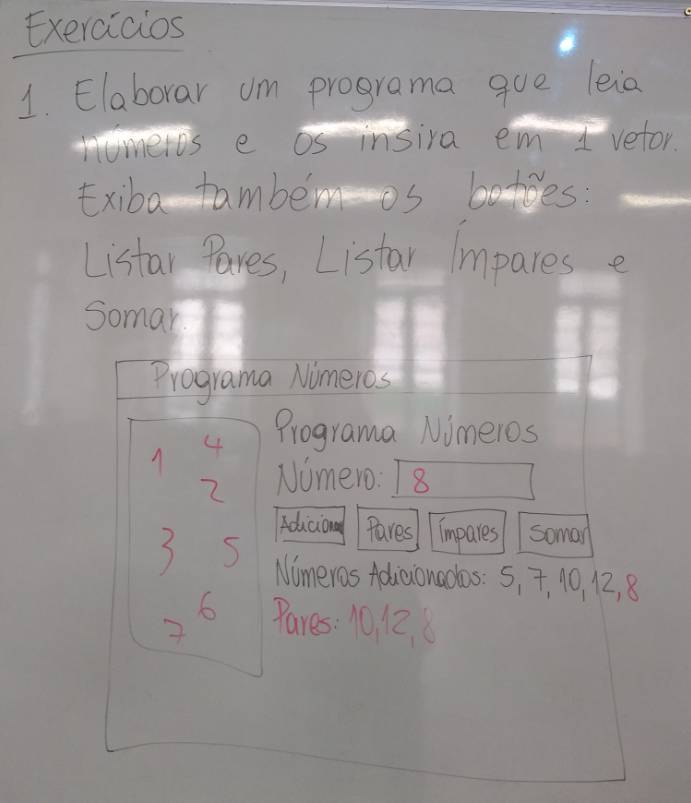 Exercícios
1. Elaborar um programa que leia
números e os insira em 1 vetor.
Exiba também os botões:
Listar Pares, Listar Ímpares e
Somar.
Programa Números
1 4
2
3 5
6
7
Programa Números
Número: 8
Adicionar Pares Ímpares Somar
Números Adicionados: 5, 7, 10, 12, 8
Pares: 10, 12, 8